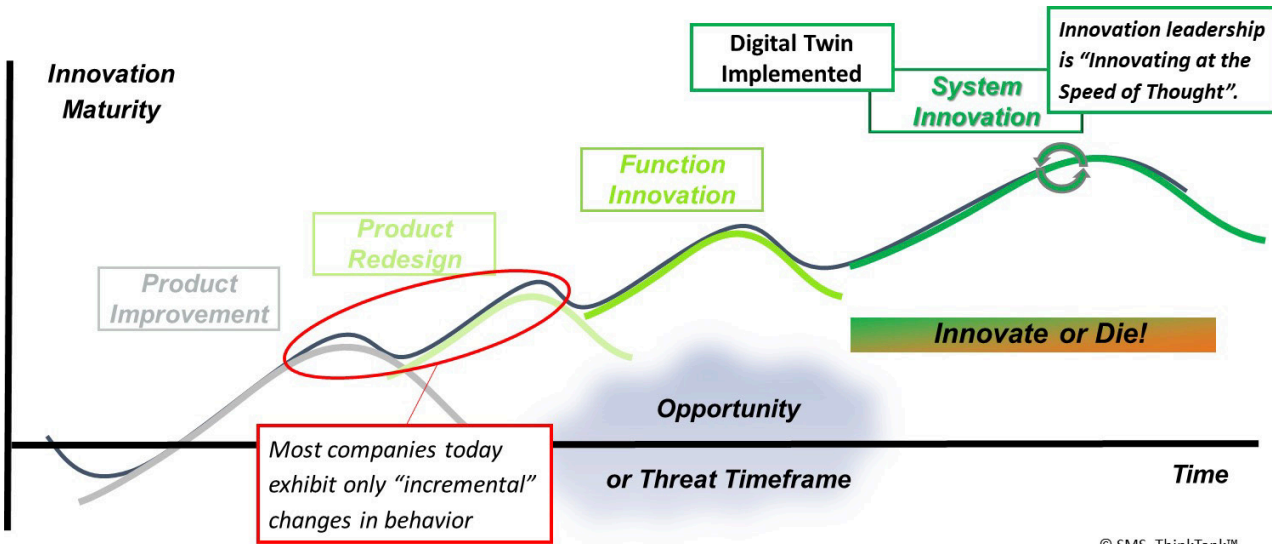 Innovation
Maturity
Digital Twin
Implemented
System
Innovation
Innovation leadership
is “Innovating at the
Speed of Thought”.
Function
Innovation
Product
Redesign
Product
Improvement
Innovate or Die!
Opportunity
or Threat Timeframe
Time
Most companies today
exhibit only “incremental”
changes in behavior
© SMS_ThinkTank™